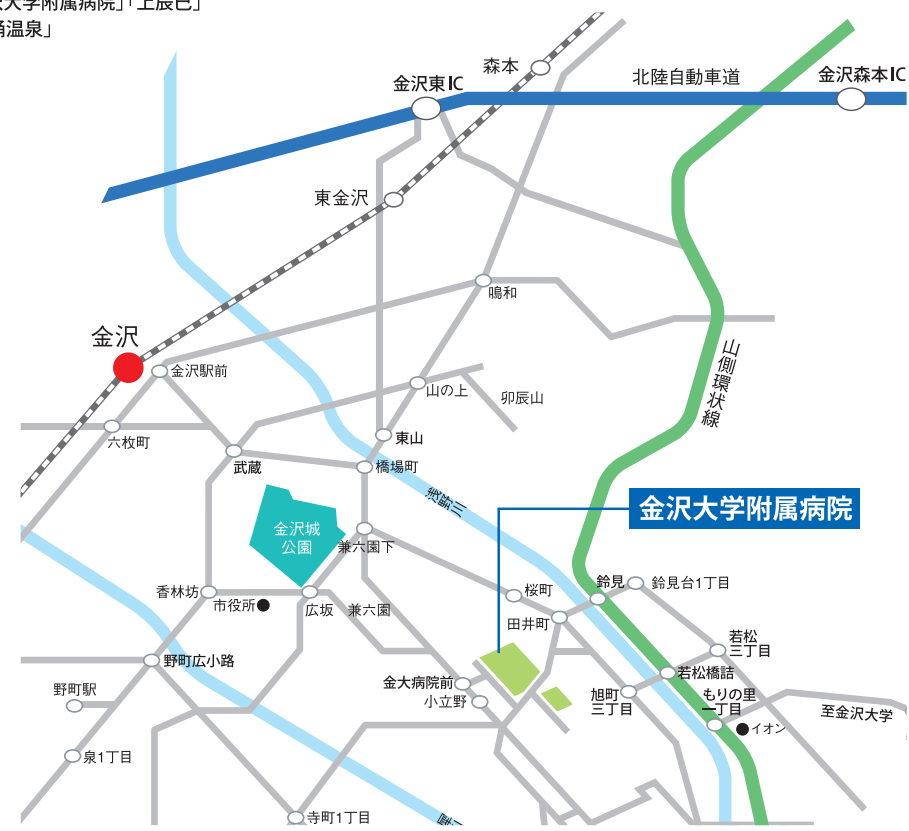 大学附属病院」「上辰巳」
涌温泉」
森本
金沢東IC
北陸自動車道
金沢森本IC
東金沢
鳴和
金沢
金沢駅前
山側環状線
山の上
卯辰山
六枚町
東山
武蔵
橋場町
浅野川
金沢大学附属病院
金沢城
公園
兼六園下
鈴見
鈴見台1丁目
香林坊
市役所
広坂
兼六園
桜町
田井町
若松
三丁目
野町広小路
金大病院前
若松橋詰
野町駅
小立野
旭町
三丁目
もりの里
一丁目
至金沢大学
イオン
泉1丁目
寺町1丁目